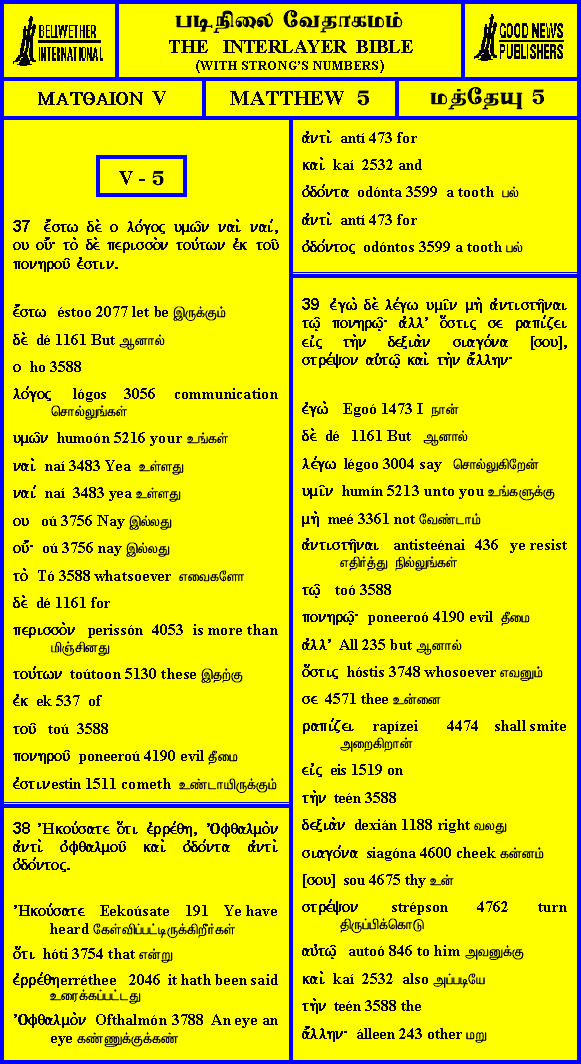 BELLWETHER
INTERNATIONAL
படிநிலை வேதாகமம்
THE INTERLAYER BIBLE
(WITH STRONG'S NUMBERS)
GOOD NEWS
PUBLISHERS
ΜΑΤΘΑΙΟΝ V
MATTHEW 5
மத்தேயு 5
V - 5
37 ἔστω δὲ ο λόγος υμῶν ναὶ ναί,
ου οὔ· τὸ δὲ περισσὸν τούτων ἐκ τοῦ
πονηροῦ ἐστιν.
ἔστω éstoo 2077 let be இருக்கும்
δὲ dé 1161 But ஆனால்
ο ho 3588
λόγος lógos 3056 communication
சொல்லுங்கள்
υμῶν humoón 5216 your உங்கள்
ναὶ naí 3483 Yea உள்ளது
ναί naí 3483 yea உள்ளது
ου oú 3756 Nay இல்லது
οὔ· oú 3756 nay இல்லது
τὸ Tó 3588 whatsoever எவைகளோ
δὲ dé 1161 for
περισσὸν perissón 4053 is more than
மிஞ்சினது
τούτων toútoon 5130 these இதற்கு
ἐκ ek 537 of
τοῦ toú 3588
πονηροῦ poneeroú 4190 evil தீமை
ἐστινestin 1511 cometh உண்டாயிருக்கும்
38 Ἠκούσατε ὅτι ἐρρέθη, Ὀφθαλμὸν
ἀντὶ ὀφθαλμοῦ καὶ ὀδόντα ἀντὶ
ὀδόντος.
Ἠκούσατε Eekoúsate 191 Ye have
heard கேள்விப்பட்டிருக்கிறீர்கள்
ὅτι hóti 3754 that என்று
ἐρρέθηerréthee 2046 it hath been said
உரைக்கப்பட்டது
Ὀφθαλμὸν Ofthalmón 3788 An eye an
eye கண்ணுக்குக்கண்
ἀντὶ antí 473 for
καὶ kaí 2532 and
ὀδόντα odónta 3599 a tooth பல்
ἀντὶ antí 473 for
ὀδόντος odóntos 3599 a tooth பல்
39 ἐγὼ δὲ λέγω υμῖν μὴ ἀντιστῆναι
τῷ πονηρῷ· ἀλλ' ὅστις σε ραπίζει
εἰς τὴν δεξιὰν σιαγόνα [σου],
στρέψον αὐτῷ καὶ τὴν ἄλλην·
ἐγὼ Egoó 1473 I நான்
δὲ dé 1161 But ஆனால்
λέγω légoo 3004 say சொல்லுகிறேன்
υμῖν humín 5213 unto you உங்களுக்கு
μὴ meé 3361 not வேண்டாம்
ἀντιστῆναι antisteénai 436 ye resist
எதிர்த்து நில்லுங்கள்
τῷ toó 3588
πονηρῷ· poneeroó 4190 evil தீமை
ἀλλ' All 235 but ஆனால்
ὅστις hóstis 3748 whosoever எவனும்
σε 4571 thee உன்னை
ραπίζει rapízei 4474 shall smite
அறைகிறான்
εἰς eis 1519 on
τὴν teén 3588
δεξιὰν dexián 1188 right வலது
σιαγόνα siagóna 4600 cheek கன்னம்
[σου] sou 4675 thy உன்
στρέψον strépson 4762 turn
திருப்பிக்கொடு
αὐτῷ autoó 846 to him அவனுக்கு
καὶ kaí 2532 also அப்படியே
τὴν teén 3588 the
ἄλλην· álleen 243 other மறு